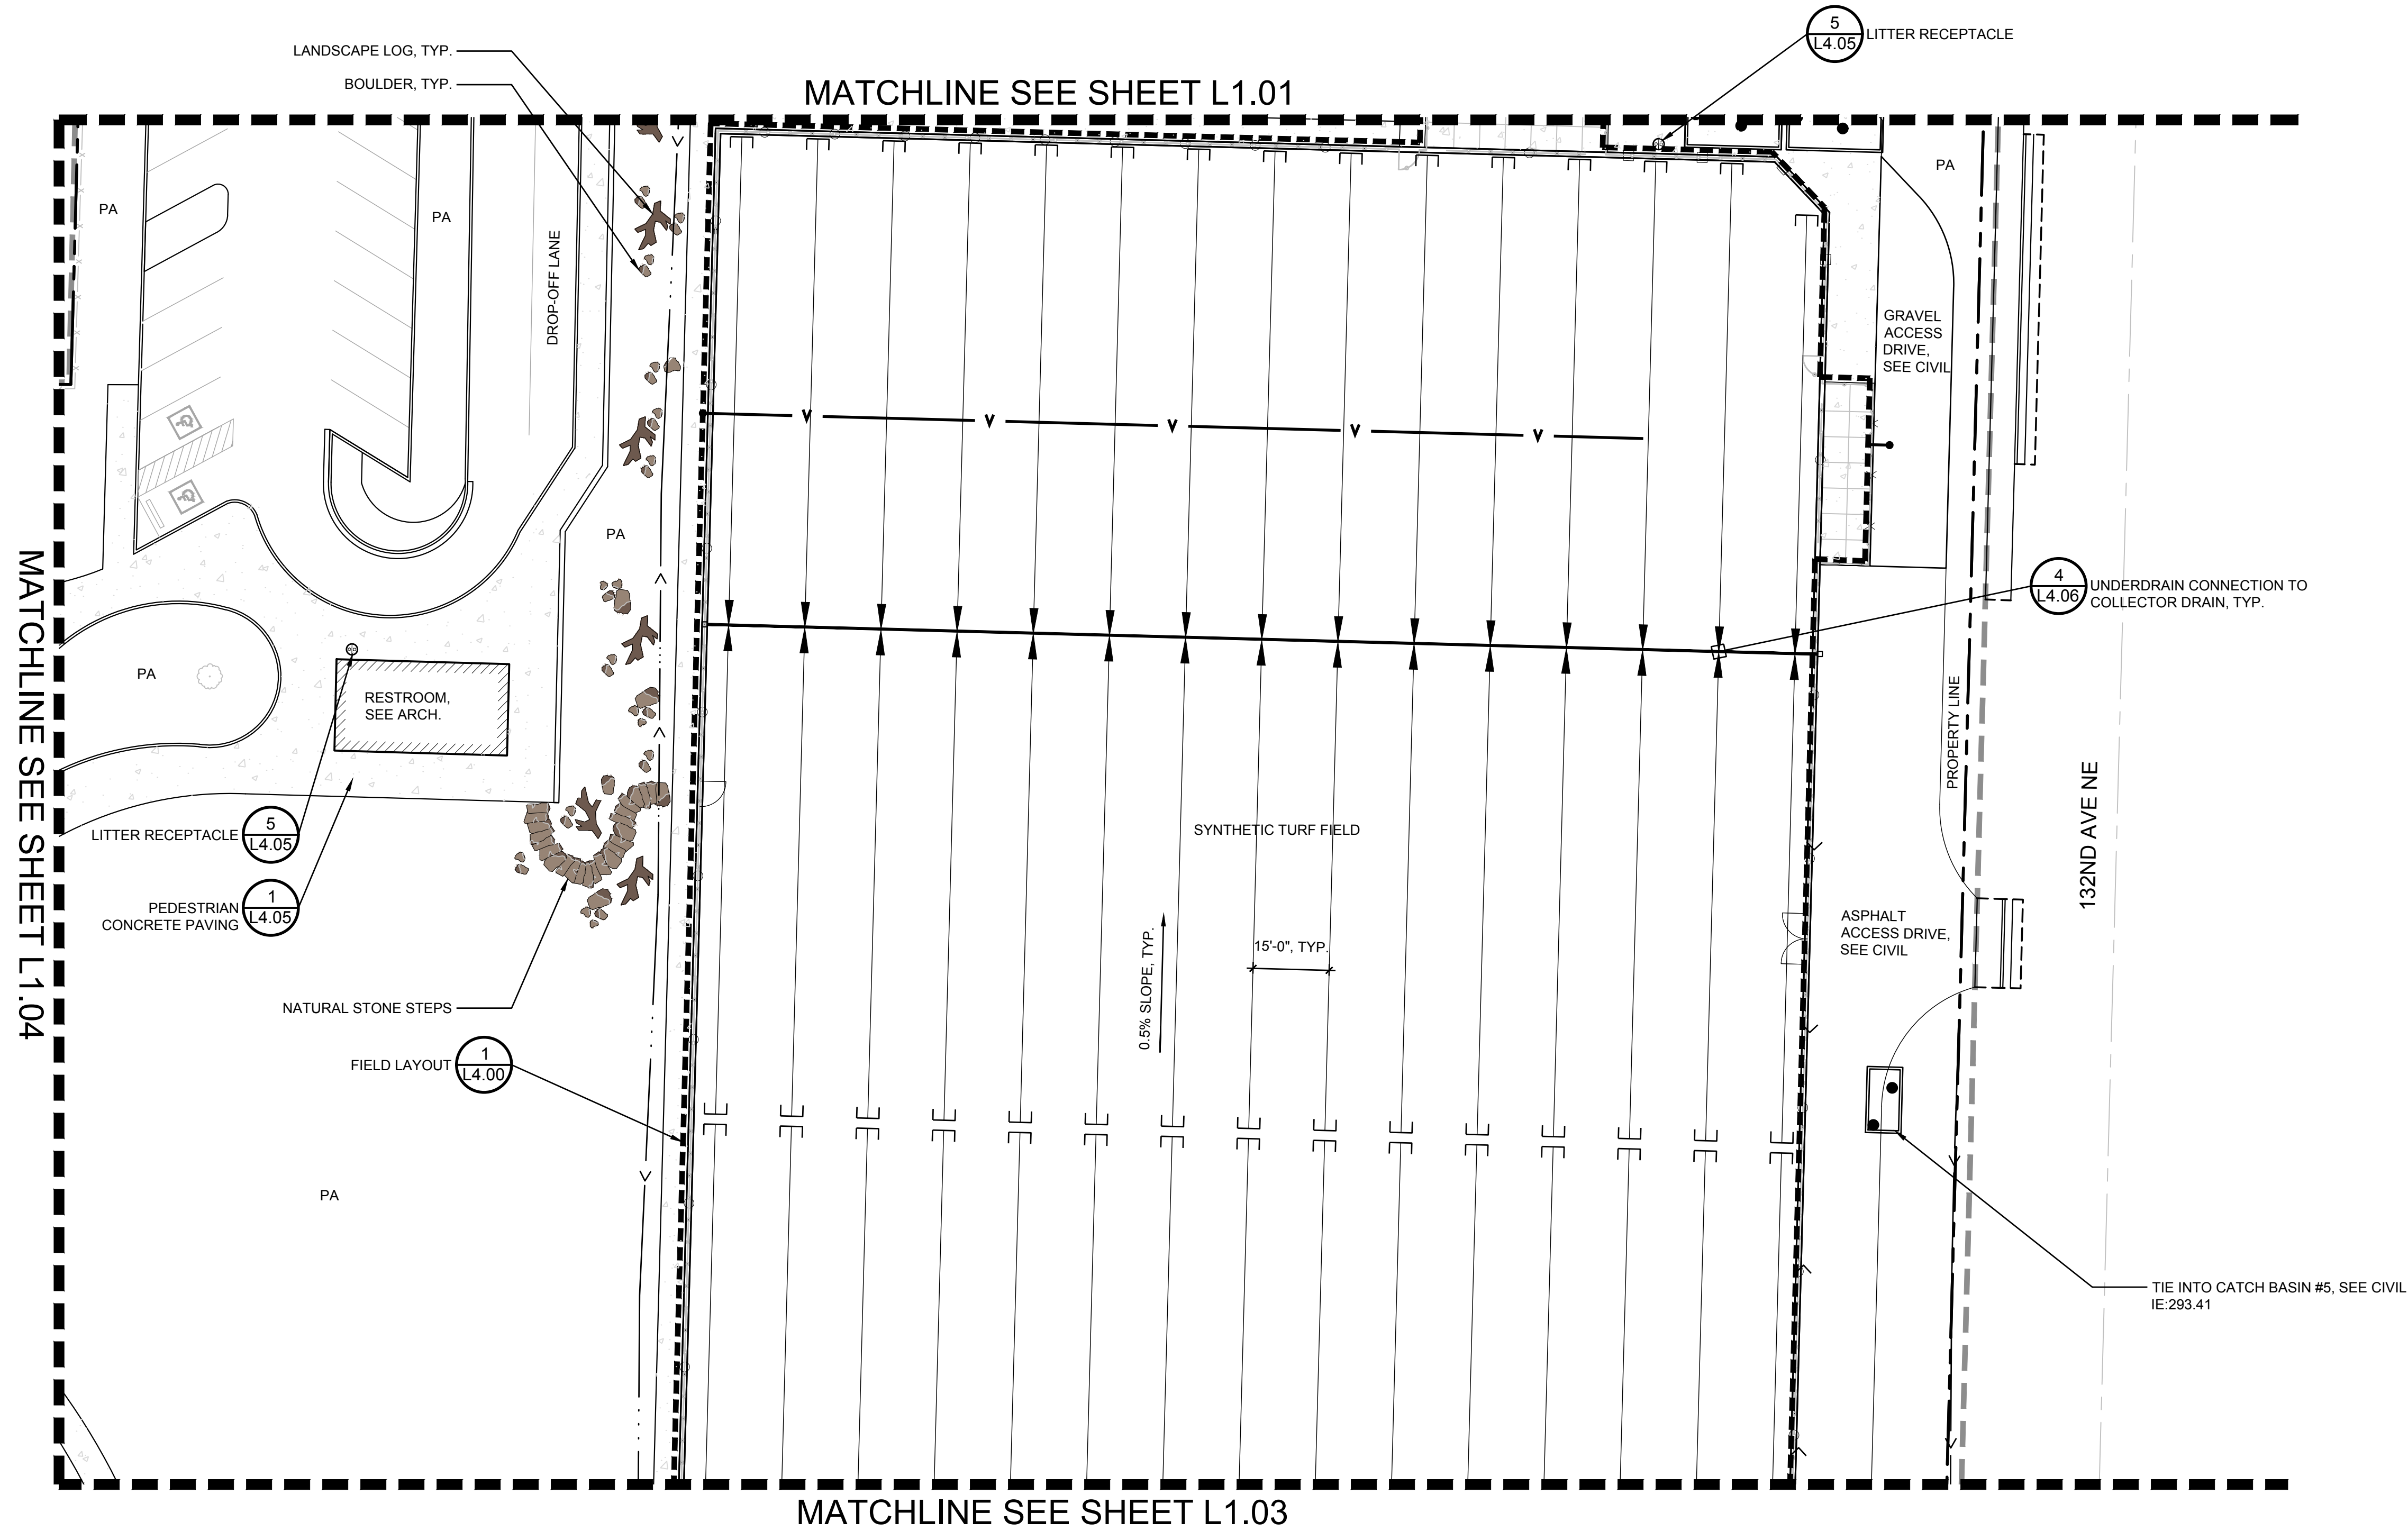 5
L4.05
LITTER RECEPTACLE
LANDSCAPE LOG, TYP.
BOULDER, TYP.
MATCHLINE SEE SHEET L1.01
PA
PA
PA
DROP-OFF LANE
GRAVEL
ACCESS
DRIVE,
SEE CIVIL
PA
MATCHLINE SEE SHEET L1.04
4
L4.06
UNDERDRAIN CONNECTION TO
COLLECTOR DRAIN, TYP.
PA
RESTROOM,
SEE ARCH.
PROPERTY LINE
132ND AVE NE
LITTER RECEPTACLE
5
L4.05
SYNTHETIC TURF FIELD
PEDESTRIAN
CONCRETE PAVING
1
L4.05
ASPHALT
ACCESS DRIVE,
SEE CIVIL
0.5% SLOPE, TYP.
15'-0", TYP.
NATURAL STONE STEPS
FIELD LAYOUT
1
L4.00
PA
TIE INTO CATCH BASIN #5, SEE CIVIL
IE:293.41
MATCHLINE SEE SHEET L1.03